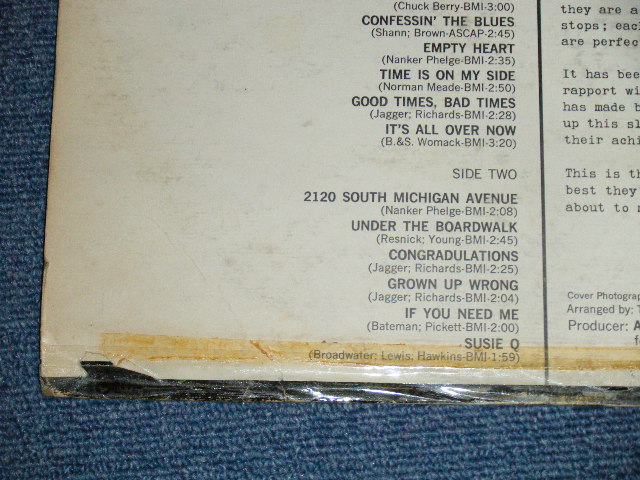 (Chuck Berry-BMI-3:00)
CONFESSIN' THE BLUES
(Shann; Brown-ASCAP-2:45)
EMPTY HEART
(Nanker Phelge-BMI-2:35)
TIME IS ON MY SIDE
(Norman Meade-BMI-2:50)
GOOD TIMES, BAD TIMES
(Jagger; Richards-BMI-2:28)
IT'S ALL OVER NOW
(B.&S. Womack-BMI-3:20)
SIDE TWO
2120 SOUTH MICHIGAN AVENUE
(Nanker Phelge-BMI-2:08)
UNDER THE BOARDWALK
(Resnick; Young-BMI-2:45)
CONGRADULATIONS
(Jagger; Richards-BMI-2:25)
GROWN UP WRONG
(Jagger; Richards-BMI-2:04)
IF YOU NEED ME
(Bateman; Pickett-BMI-2:00)
SUSIE Q
(Broadwater; Lewis, Hawkins-BMI-1:59)
they are a
stops; eac
are perfec
It has bee
rapport wi
has made b
up this sl
their achi
This is th
best they
about to
Cover Photograp
Arranged by: T
Producer: A